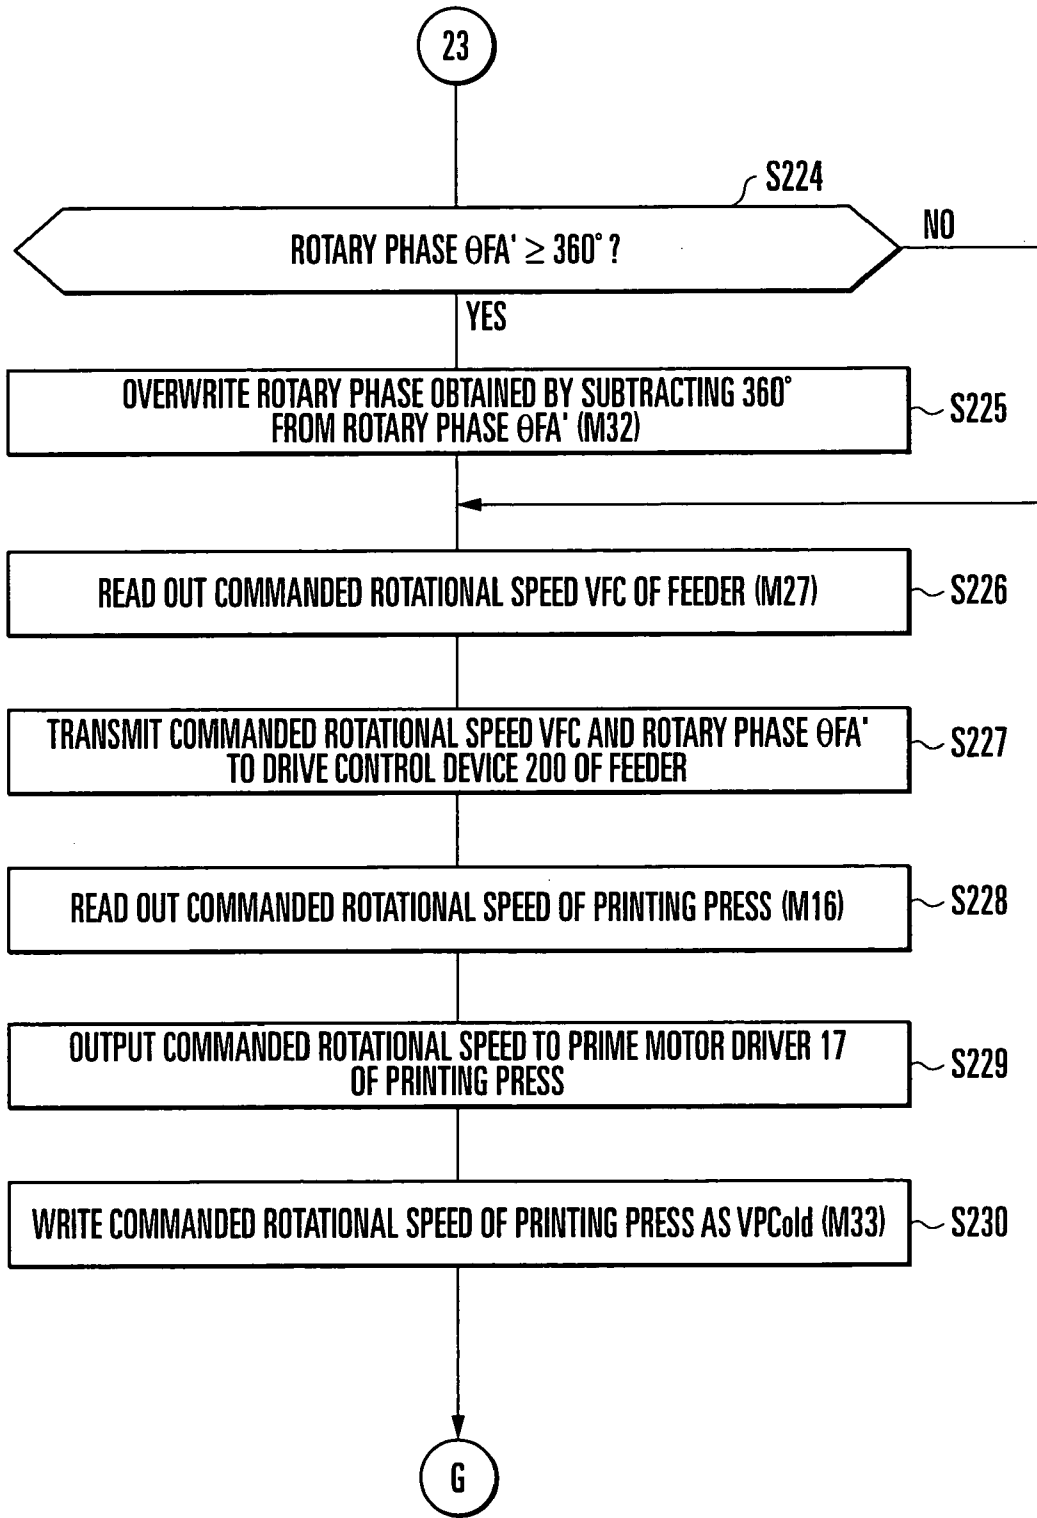 23
S224
ROTARY PHASE θFA' ≥ 360° ?
NO
YES
OVERWRITE ROTARY PHASE OBTAINED BY SUBTRACTING 360°
FROM ROTARY PHASE θFA' (M32)
S225
READ OUT COMMANDED ROTATIONAL SPEED VFC OF FEEDER (M27)
S226
TRANSMIT COMMANDED ROTATIONAL SPEED VFC AND ROTARY PHASE θFA'
TO DRIVE CONTROL DEVICE 200 OF FEEDER
S227
READ OUT COMMANDED ROTATIONAL SPEED OF PRINTING PRESS (M16)
S228
OUTPUT COMMANDED ROTATIONAL SPEED TO PRIME MOTOR DRIVER 17
OF PRINTING PRESS
S229
WRITE COMMANDED ROTATIONAL SPEED OF PRINTING PRESS AS VPCold (M33)
S230
G